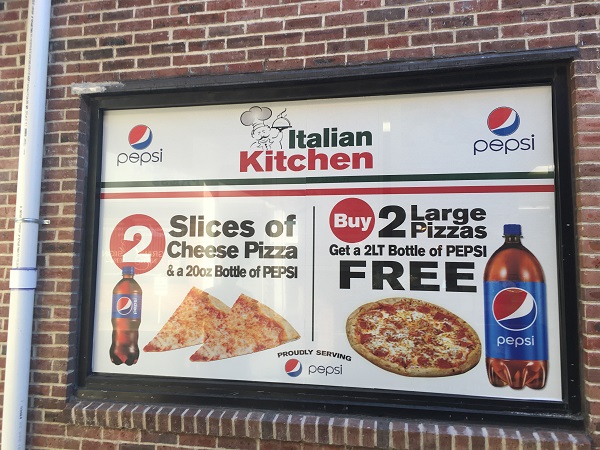 pepsi
Italian
Kitchen
pepsi
2 Slices of
Cheese Pizza
& a 20oz Bottle of PEPSI
Buy 2 Large
Pizzas
Get a 2LT Bottle of PEPSI
FREE
pepsi
PROUDLY SERVING
pepsi